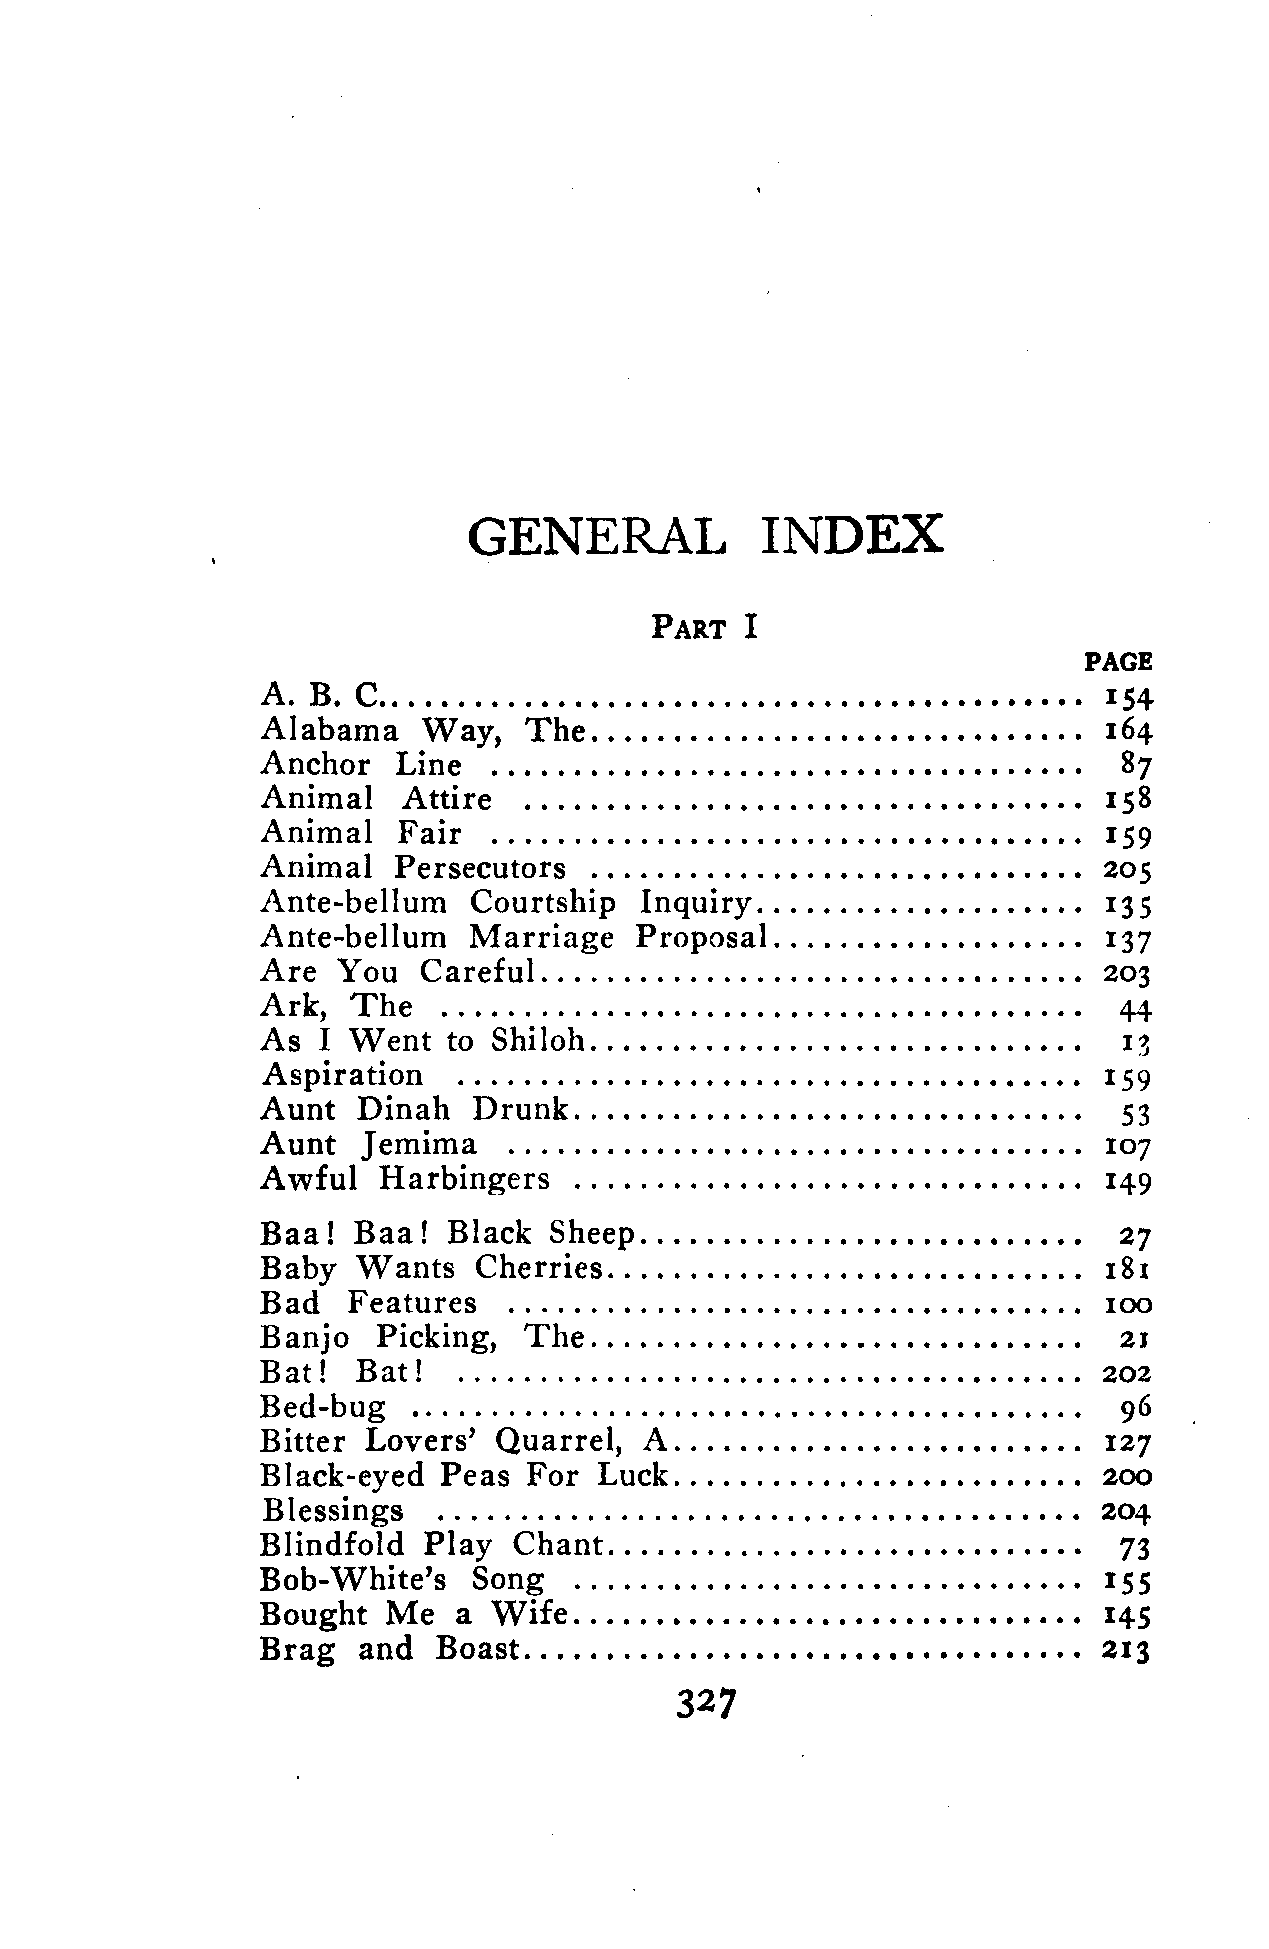 GENERAL INDEX
PART I
PAGE
A. B. C........................................... 154
Alabama Way, The.............................. 164
Anchor Line .................................... 87
Animal Attire .................................. 158
Animal Fair .................................... 159
Animal Persecutors .............................. 205
Ante-bellum Courtship Inquiry.................... 135
Ante-bellum Marriage Proposal................... 137
Are You Careful................................. 203
Ark, The ....................................... 44
As I Went to Shiloh.............................. 13
Aspiration ...................................... 159
Aunt Dinah Drunk............................... 53
Aunt Jemima ................................... 107
Awful Harbingers ............................... 149
Baa! Baa! Black Sheep........................... 27
Baby Wants Cherries............................. 181
Bad Features ................................... 100
Banjo Picking, The.............................. 21
Bat! Bat! ...................................... 202
Bed-bug ......................................... 96
Bitter Lovers' Quarrel, A......................... 127
Black-eyed Peas For Luck......................... 200
Blessings ....................................... 204
Blindfold Play Chant............................. 73
Bob-White's Song ............................... 155
Bought Me a Wife............................... 145
Brag and Boast.................................. 213
327